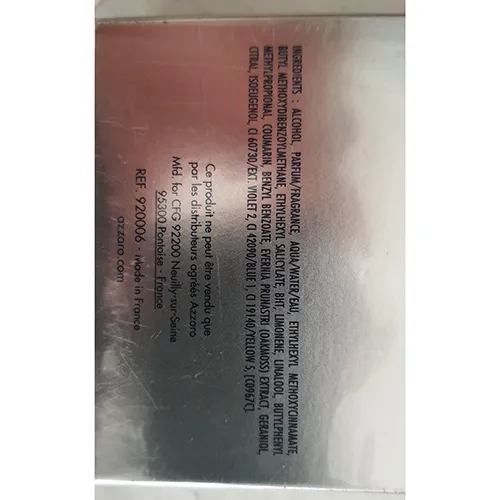 INGREDIENTS : ALCOHOL, PARFUM/FRAGRANCE, AQUA/WATER/EAU, ETHYLHEXYL METHOXYCINNAMATE,
BUTYL METHOXYDIBENZOYLMETHANE, ETHYLHEXYL SALICYLATE, BHT, LIMONENE, LINALOOL, BUTYLPHENYL
METHYLPROPIONAL, COUMARIN, BENZYL BENZOATE, EVERNIA PRUNASTRI (OAKMOSS) EXTRACT, GERANIOL,
CITRAL, ISOEUGENOL, CI 60730/EXT. VIOLET 2, CI 42090/BLUE 1, CI 19140/YELLOW 5, [C0967C].
Ce produit ne peut être vendu que
par les distributeurs agréés Azzaro
Mfd. for CFG 92200 Neuilly-sur-Seine
95300 Pontoise - France
REF. 920006 - Made in France
azzaro.com